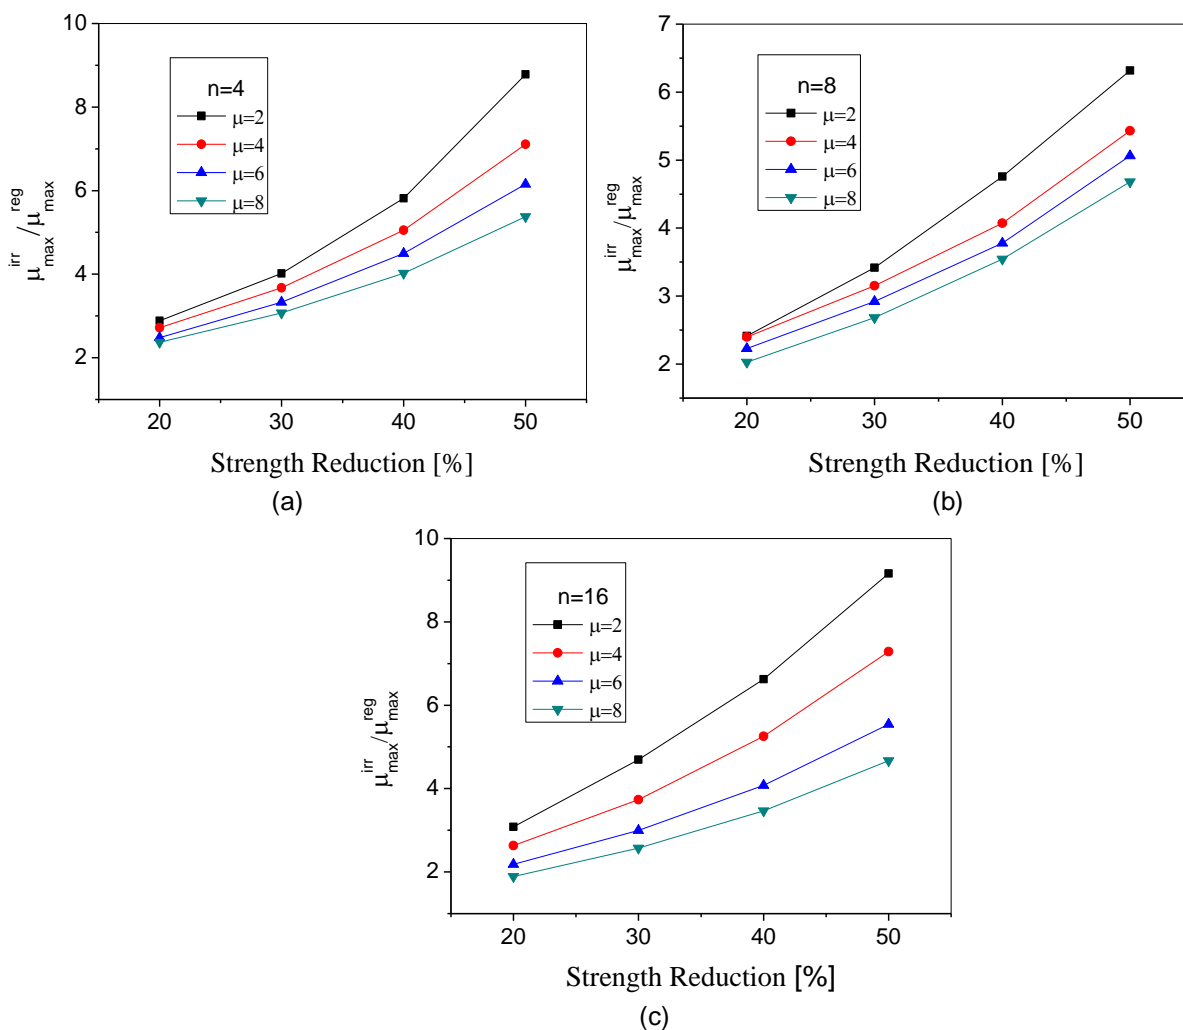 10
8
6
4
2
n=4
μ=2
μ=4
μ=6
μ=8
μ_max^irr/μ_max^reg
20 30 40 50
Strength Reduction [%]
(a)
7
6
5
4
3
2
n=8
μ=2
μ=4
μ=6
μ=8
μ_max^irr/μ_max^reg
20 30 40 50
Strength Reduction [%]
(b)
10
8
6
4
2
n=16
μ=2
μ=4
μ=6
μ=8
μ_max^irr/μ_max^reg
20 30 40 50
Strength Reduction [%]
(c)